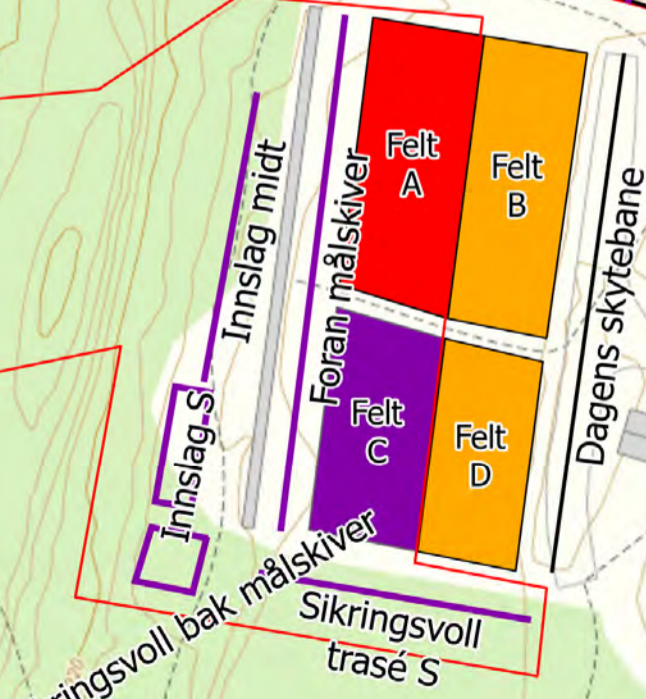 Felt
A
Felt
B
Innslag midt
Foran målskiver
Dagens skytebane
Felt
C
Felt
D
Innslag S
ringsvoll bak målskiver
Sikringsvoll
trasé S